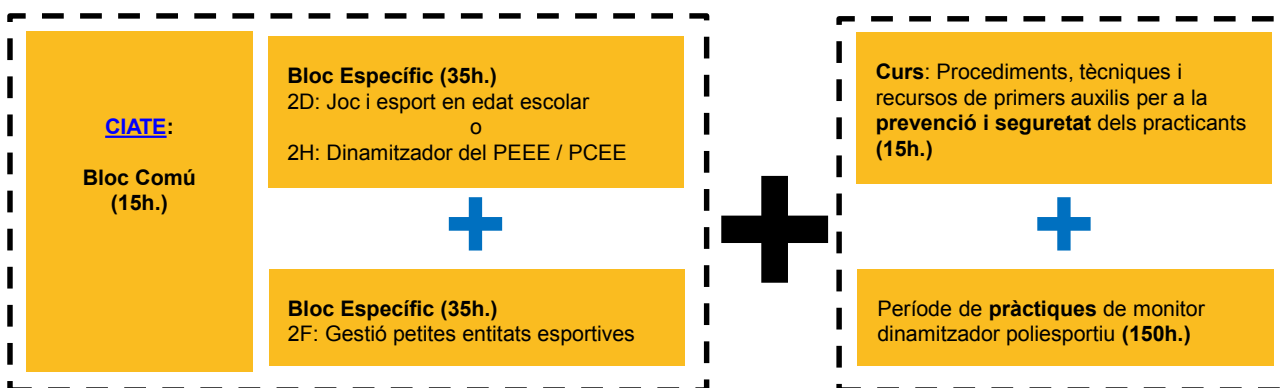 CIATE:
Bloc Comú
(15h.)
Bloc Específic (35h.)
2D: Joc i esport en edat escolar
o
2H: Dinamitzador del PEEE / PCEE
Bloc Específic (35h.)
2F: Gestió petites entitats esportives
Curs: Procediments, tècniques i
recursos de primers auxilis per a la
prevenció i seguretat dels practicants
(15h.)
Període de pràctiques de monitor
dinamitzador poliesportiu (150h.)